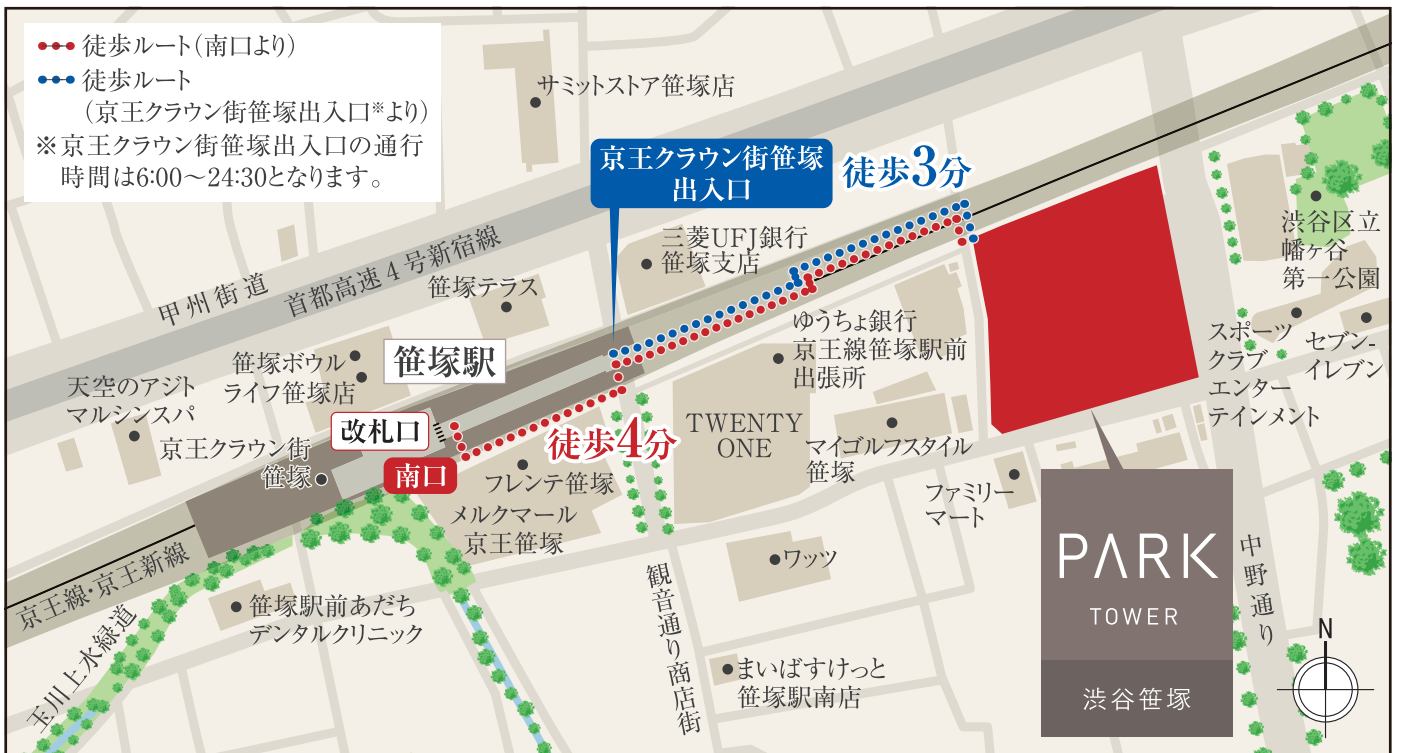 徒歩ルート（南口より）
徒歩ルート
（京王クラウン街笹塚出入口※より）
※京王クラウン街笹塚出入口の通行
時間は6:00～24:30となります。
サミットストア笹塚店
京王クラウン街笹塚
出入口
徒歩3分
三菱UFJ銀行
笹塚支店
渋谷区立
幡ヶ谷
第一公園
甲州街道
首都高速4号新宿線
笹塚テラス
笹塚ボウル
ライフ笹塚店
笹塚駅
天空のアジト
マルシンスパ
改札口
京王クラウン街
笹塚
南口
徒歩4分
フレンテ笹塚
メルクマール
京王笹塚
ゆうちょ銀行
京王線笹塚駅前
出張所
TWENTY
ONE
マイゴルフスタイル
笹塚
ファミリー
マート
スポーツ
クラブ
エンター
テインメント
セブン-
イレブン
京王線・京王新線
玉川上水緑道
笹塚駅前あだち
デンタルクリニック
観音通り商店街
ワッツ
まいばすけっと
笹塚駅南店
PARK
TOWER
渋谷笹塚
中野通り
N